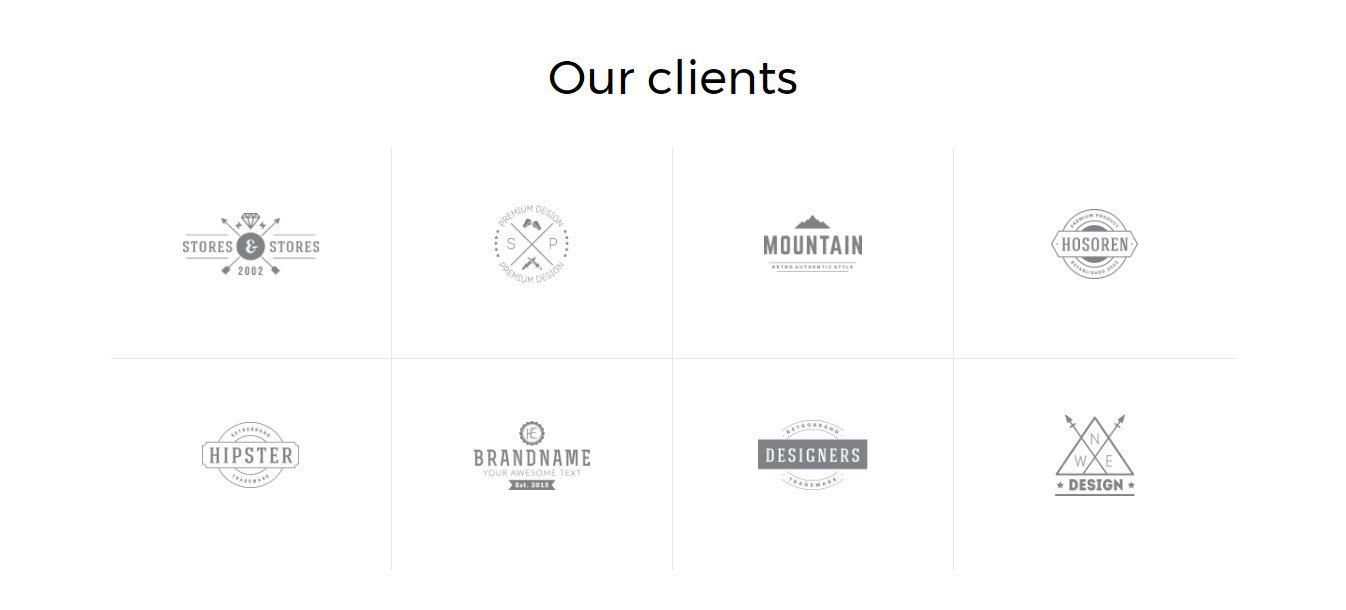 Our clients
STORES & STORES
2002
PREMIUM DESIGN
S P
PREMIUM DESIGN
MOUNTAIN
RETRO AUTHENTIC STYLE
PREMIUM PRODUCT
HOSOREN
ESTABLISHED 2002
RETROBRAND
HIPSTER
TRADEMARK
BRANDNAME
YOUR AWESOME TEXT
Est. 2015
RETROBRAND
DESIGNERS
TRADEMARK
N
W E
DESIGN